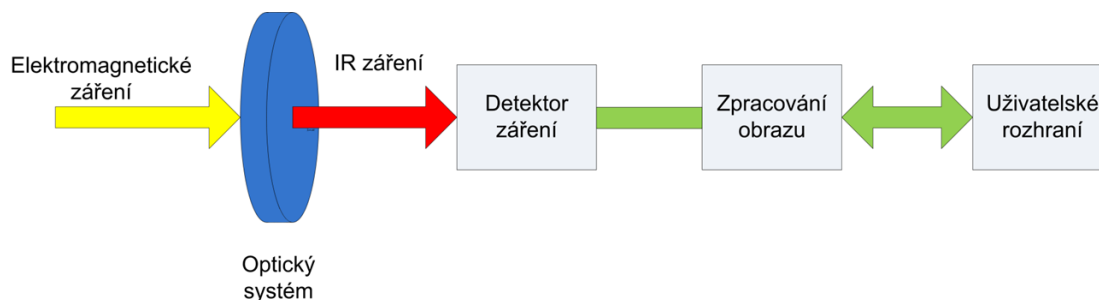 Elektromagnetické
záření
IR záření
Detektor
záření
Zpracování
obrazu
Uživatelské
rozhraní
Optický
systém